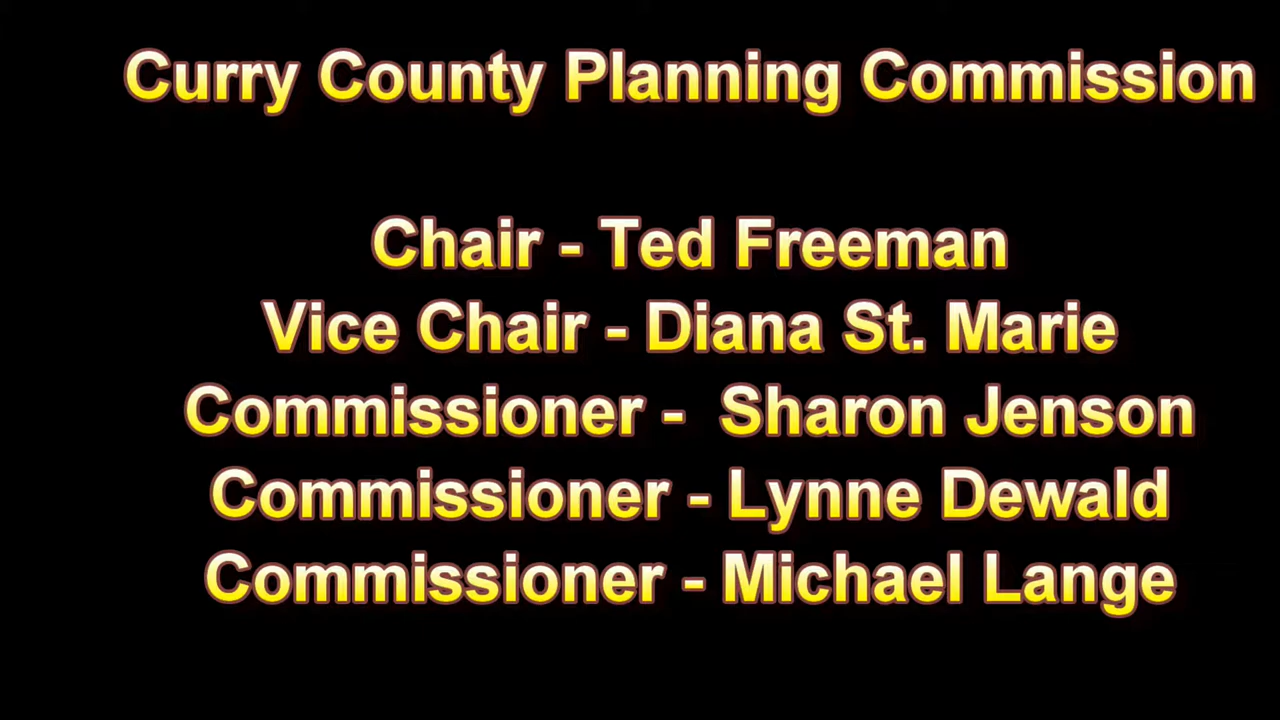 Curry County Planning Commission
Chair - Ted Freeman
Vice Chair - Diana St. Marie
Commissioner -  Sharon Jenson
Commissioner - Lynne Dewald
Commissioner - Michael Lange